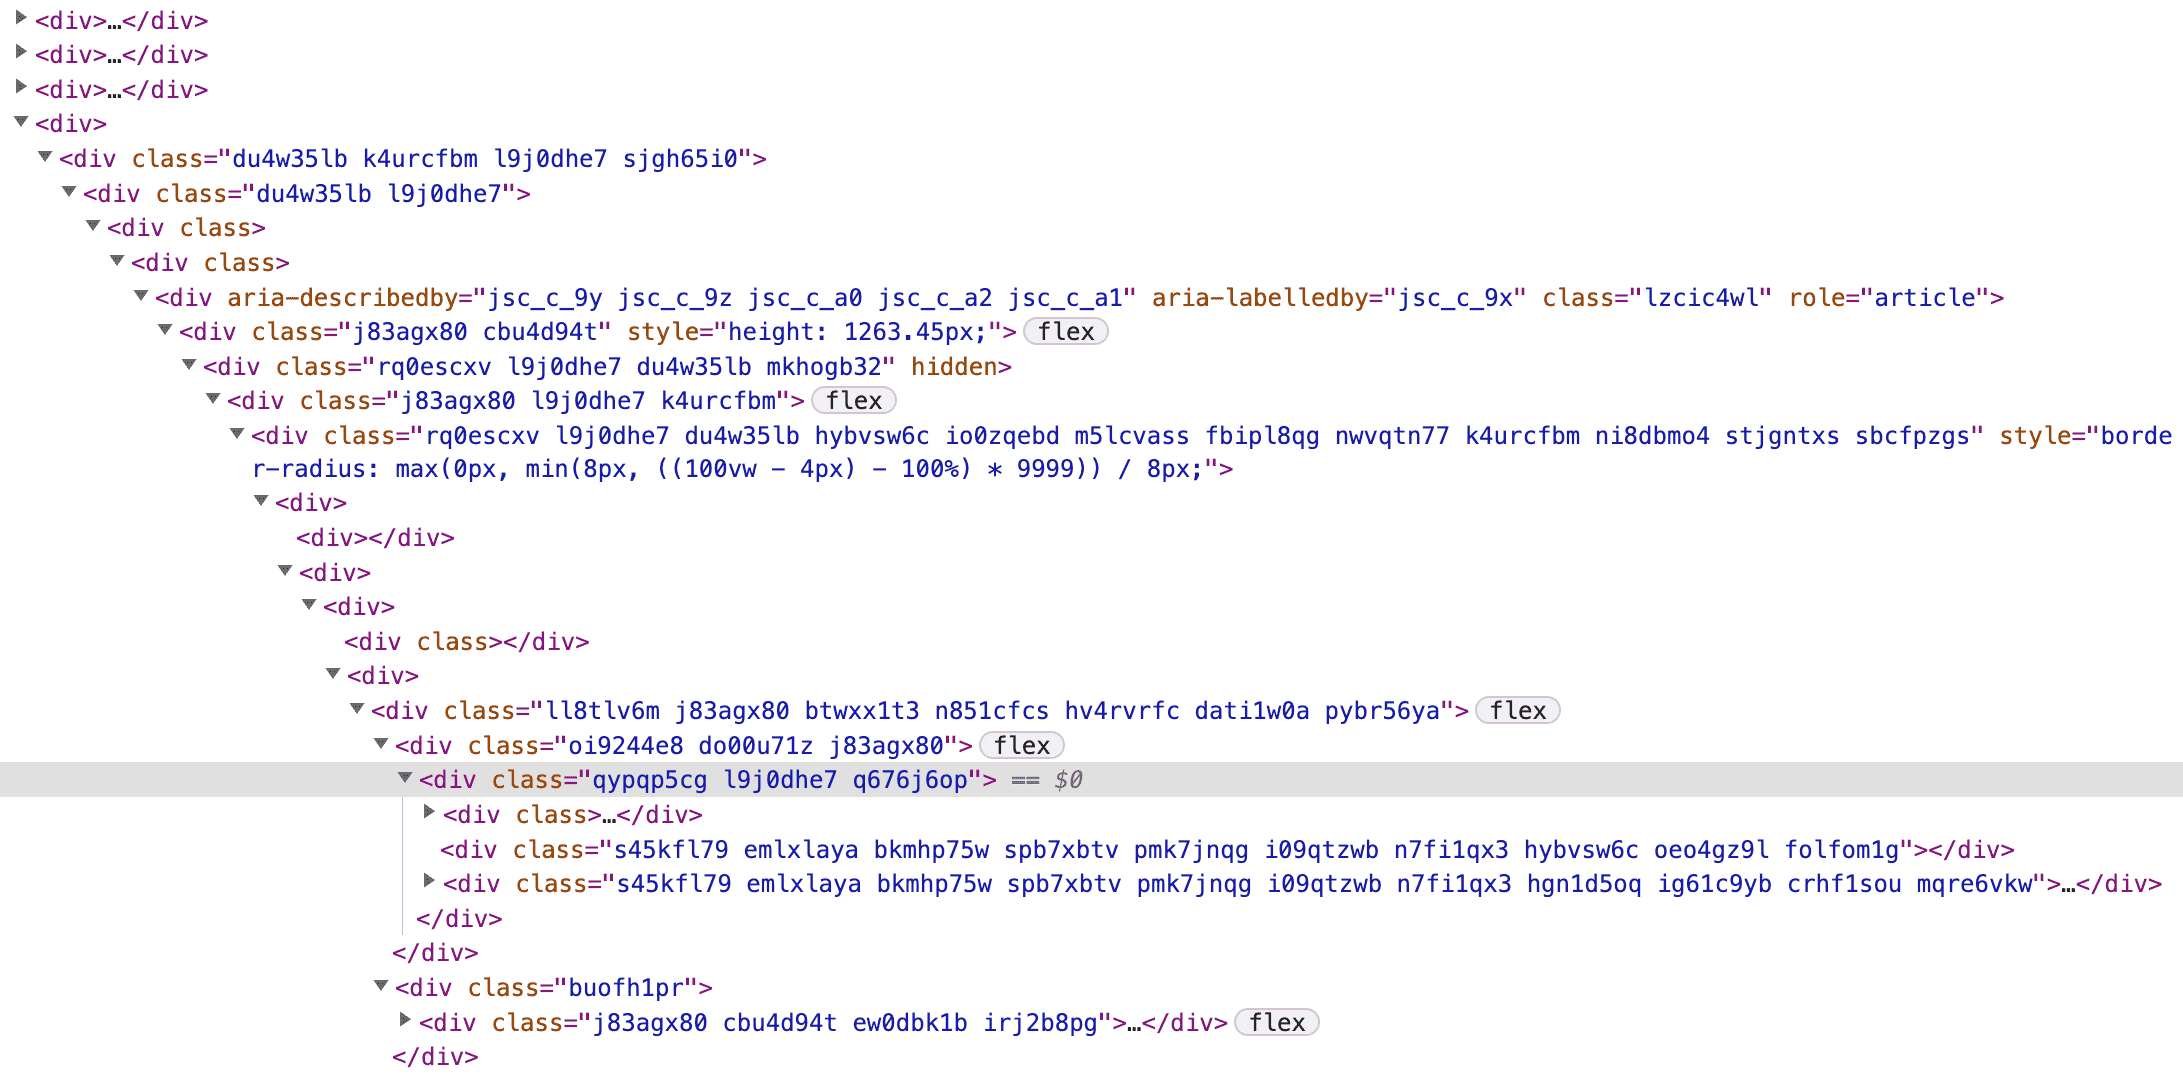 <div>…</div>
<div>…</div>
<div>…</div>
<div>
<div class="du4w35lb k4urcfbm l9j0dhe7 sjgh65i0">
<div class="du4w35lb l9j0dhe7">
<div class>
<div class>
<div aria-describedby="jsc_c_9y jsc_c_9z jsc_c_a0 jsc_c_a2 jsc_c_a1" aria-labelledby="jsc_c_9x" class="lzcic4wl" role="article">
<div class="j83agx80 cbu4d94t" style="height: 1263.45px;"> flex
<div class="rq0escxv l9j0dhe7 du4w35lb mkhogb32" hidden>
<div class="j83agx80 l9j0dhe7 k4urcfbm"> flex
<div class="rq0escxv l9j0dhe7 du4w35lb hybvsw6c io0zqebd m5lcvass fbipl8qg nwvqtn77 k4urcfbm ni8dbmo4 stjgntxs sbcfpzgs" style="borde
r-radius: max(0px, min(8px, ((100vw - 4px) - 100%) * 9999)) / 8px;">
<div>
<div></div>
<div>
<div>
<div class></div>
<div>
<div class="ll8tlv6m j83agx80 btwxx1t3 n851cfcs hv4rvrfc dati1w0a pybr56ya"> flex
<div class="oi9244e8 do00u71z j83agx80"> flex
<div class="qypqp5cg l9j0dhe7 q676j6op"> == $0
<div class>…</div>
<div class="s45kfl79 emlxlaya bkmhp75w spb7xbtv pmk7jnqg i09qtzwb n7fi1qx3 hybvsw6c oeo4gz9l folfom1g"></div>
<div class="s45kfl79 emlxlaya bkmhp75w spb7xbtv pmk7jnqg i09qtzwb n7fi1qx3 hgn1d5oq ig61c9yb crhf1sou mqre6vkw">…</div>
</div>
</div>
<div class="buofh1pr">
<div class="j83agx80 cbu4d94t ew0dbk1b irj2b8pg">…</div> flex
</div>